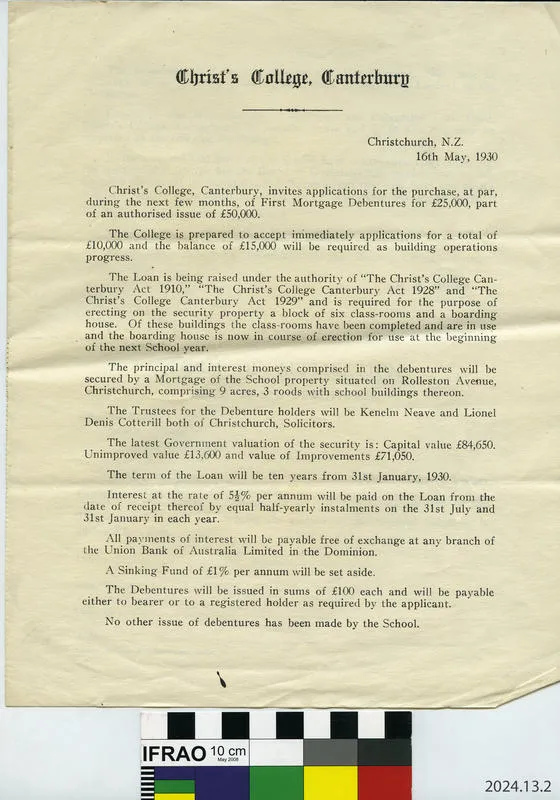 Christ's College, Canterbury
Christchurch, N.Z.
16th May, 1930
Christ's College, Canterbury, invites applications for the purchase, at par,
during the next few months, of First Mortgage Debentures for £25,000, part
of an authorised issue of £50,000.
The College is prepared to accept immediately applications for a total of
£10,000 and the balance of £15,000 will be required as building operations
progress.
The Loan is being raised under the authority of "The Christ's College Can-
terbury Act 1910," "The Christ's College Canterbury Act 1928" and "The
Christ's College Canterbury Act 1929" and is required for the purpose of
erecting on the security property a block of six class-rooms and a boarding
house. Of these buildings the class-rooms have been completed and are in use
and the boarding house is now in course of erection for use at the beginning
of the next School year.
The principal and interest moneys comprised in the debentures will be
secured by a Mortgage of the School property situated on Rolleston Avenue,
Christchurch, comprising 9 acres, 3 roods with school buildings thereon.
The Trustees for the Debenture holders will be Kenelm Neave and Lionel
Denis Cotterill both of Christchurch, Solicitors.
The latest Government valuation of the security is: Capital value £84,650.
Unimproved value £13,600 and value of Improvements £71,050.
The term of the Loan will be ten years from 31st January, 1930.
Interest at the rate of 5½% per annum will be paid on the Loan from the
date of receipt thereof by equal half-yearly instalments on the 31st July and
31st January in each year.
All payments of interest will be payable free of exchange at any branch of
the Union Bank of Australia Limited in the Dominion.
A Sinking Fund of £1% per annum will be set aside.
The Debentures will be issued in sums of £100 each and will be payable
either to bearer or to a registered holder as required by the applicant.
No other issue of debentures has been made by the School.
IFRAO 10 cm
May 2008
2024.13.2